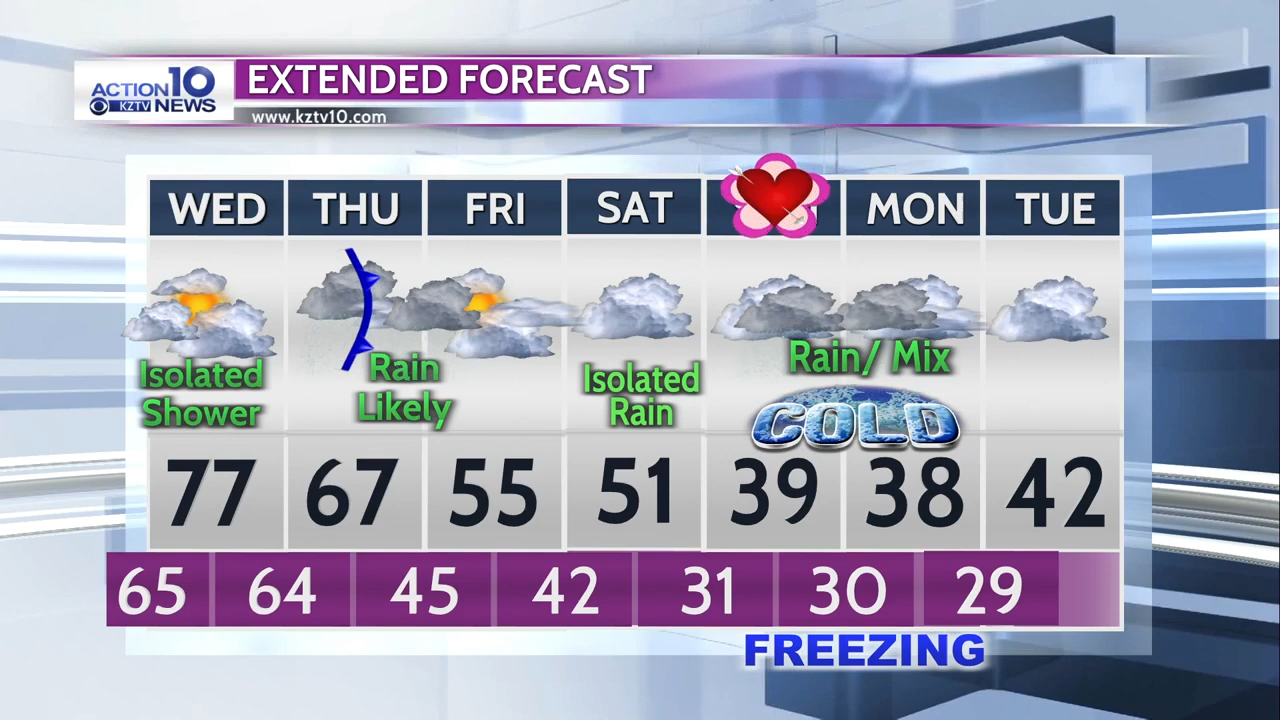 ACTION 10
KZTV NEWS
EXTENDED FORECAST
www.kztv10.com
WED THU FRI SAT MON TUE
Isolated
Shower
Rain
Likely
Isolated
Rain
Rain/ Mix
COLD
77 67 55 51 39 38 42
65 64 45 42 31 30 29
FREEZING